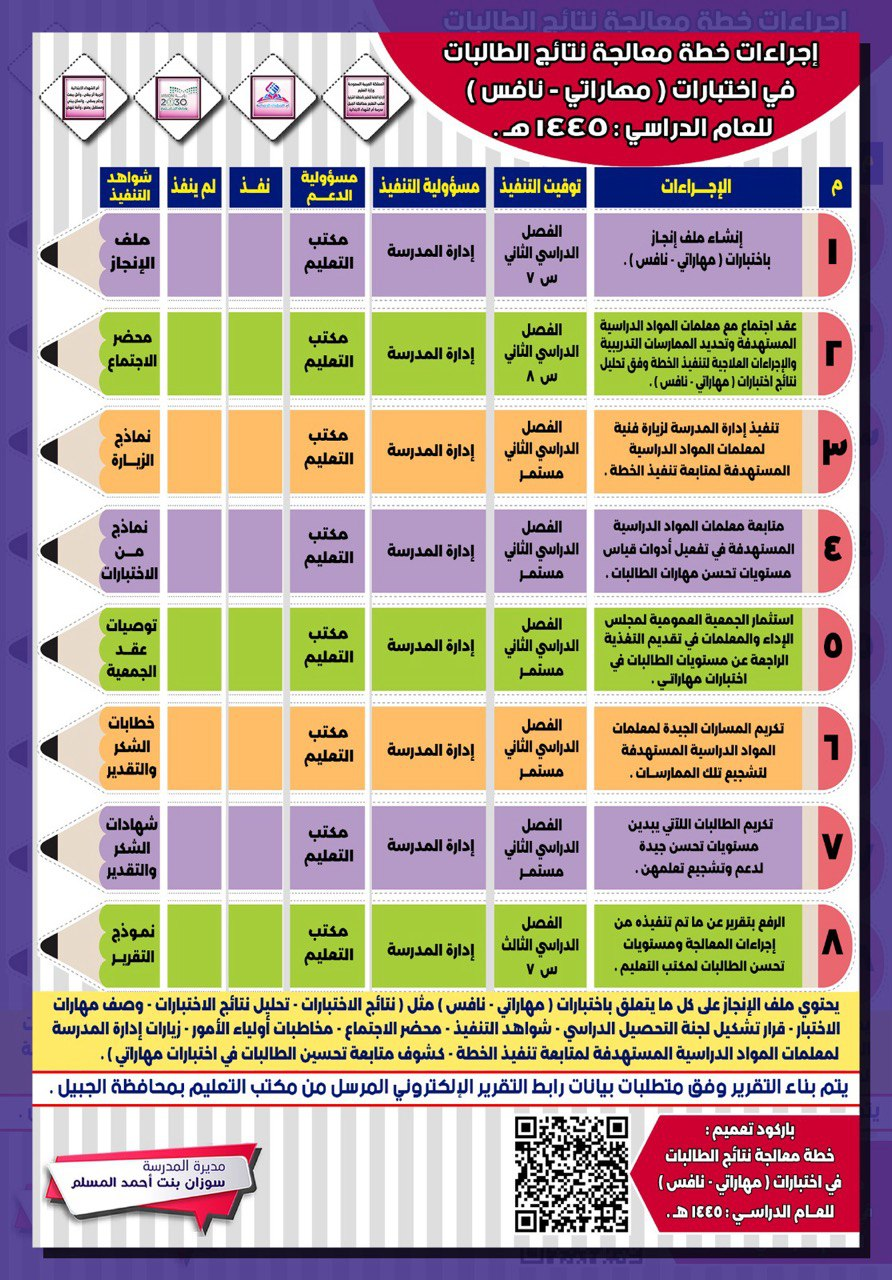 إجراءات خطة معالجة نتائج الطالبات
في اختبارات ( مهاراتي - نافس )
للعام الدراسي : ١٤٤٥ هـ .
م
الإجراءات
توقيت التنفيذ
مسؤولية التنفيذ
مسؤولية
الدعم
نفذ
لم ينفذ
شواهد
التنفيذ
١
إنشاء ملف إنجاز
باختبارات ( مهاراتي - نافس ) .
الفصل
الدراسي الثاني
س ٧
إدارة المدرسة
مكتب
التعليم
ملف
الإنجاز
٢
عقد اجتماع مع معلمات المواد الدراسية
المستهدفة وتحديد الممارسات التدريبية
والإجراءات العلاجية لتنفيذ الخطة وفق تحليل
نتائج اختبارات ( مهاراتي - نافس ) .
الفصل
الدراسي الثاني
س ٨
إدارة المدرسة
مكتب
التعليم
محضر
الاجتماع
٣
تنفيذ إدارة المدرسة لزيارة فنية
لمعلمات المواد الدراسية
المستهدفة لمتابعة تنفيذ الخطة .
الفصل
الدراسي الثاني
مستمر
إدارة المدرسة
مكتب
التعليم
نماذج
الزيارة
٤
متابعة معلمات المواد الدراسية
المستهدفة في تفعيل أدوات قياس
مستويات تحسن مهارات الطالبات .
الفصل
الدراسي الثاني
مستمر
إدارة المدرسة
مكتب
التعليم
نماذج
من
الاختبارات
٥
استثمار الجمعية العمومية لمجلس
الإداء والمعلمات في تقديم التغذية
الراجعة عن مستويات الطالبات في
اختبارات مهاراتي .
الفصل
الدراسي الثاني
مستمر
إدارة المدرسة
مكتب
التعليم
توصيات
عقد
الجمعية
٦
تكريم المسارات الجيدة لمعلمات
المواد الدراسية المستهدفة
لتشجيع تلك الممارسات .
الفصل
الدراسي الثاني
مستمر
إدارة المدرسة
مكتب
التعليم
خطابات
الشكر
والتقدير
٧
تكريم الطالبات اللآتي يبدين
مستويات تحسن جيدة
لدعم وتشجيع تعلمهن .
الفصل
الدراسي الثاني
مستمر
إدارة المدرسة
مكتب
التعليم
شهادات
الشكر
والتقدير
٨
الرفع بتقرير عن ما تم تنفيذه من
إجراءات المعالجة ومستويات
تحسن الطالبات لمكتب التعليم .
الفصل
الدراسي الثالث
س ٧
إدارة المدرسة
مكتب
التعليم
نموذج
التقرير
يحتوي ملف الإنجاز على كل ما يتعلق باختبارات ( مهاراتي - نافس ) مثل ( نتائج الاختبارات - تحليل نتائج الاختبارات - وصف مهارات
الاختبار - قرار تشكيل لجنة التحصيل الدراسي - شواهد التنفيذ - محضر الاجتماع - مخاطبات أولياء الأمور - زيارات إدارة المدرسة
لمعلمات المواد الدراسية المستهدفة لمتابعة تنفيذ الخطة - كشوف متابعة تحسين الطالبات في اختبارات مهاراتي ) .
يتم بناء التقرير وفق متطلبات بيانات رابط التقرير الإلكتروني المرسل من مكتب التعليم بمحافظة الجبيل .
باركود تعميم :
خطة معالجة نتائج الطالبات
في اختبارات ( مهاراتي - نافس )
للعام الدراسي : ١٤٤٥ هـ .
مديرة المدرسة
سوزان بنت أحمد المسلم